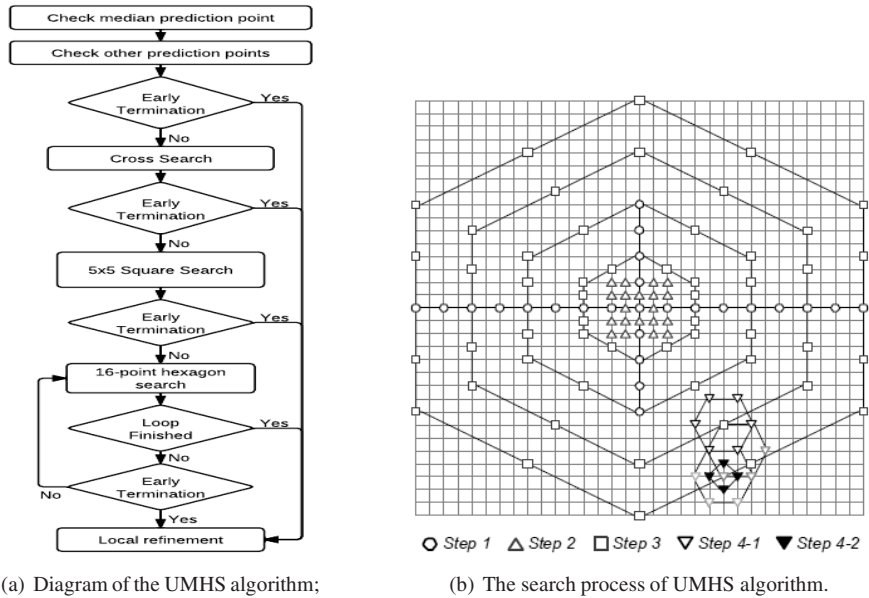 Check median prediction point
Check other prediction points
Early
Termination
Yes
No
Cross Search
Early
Termination
Yes
No
5x5 Square Search
Early
Termination
Yes
No
16-point hexagon
search
Loop
Finished
Yes
No
Early
Termination
No
Yes
Local refinement
Step 1 Step 2 Step 3 Step 4-1 Step 4-2
(a) Diagram of the UMHS algorithm;
(b) The search process of UMHS algorithm.